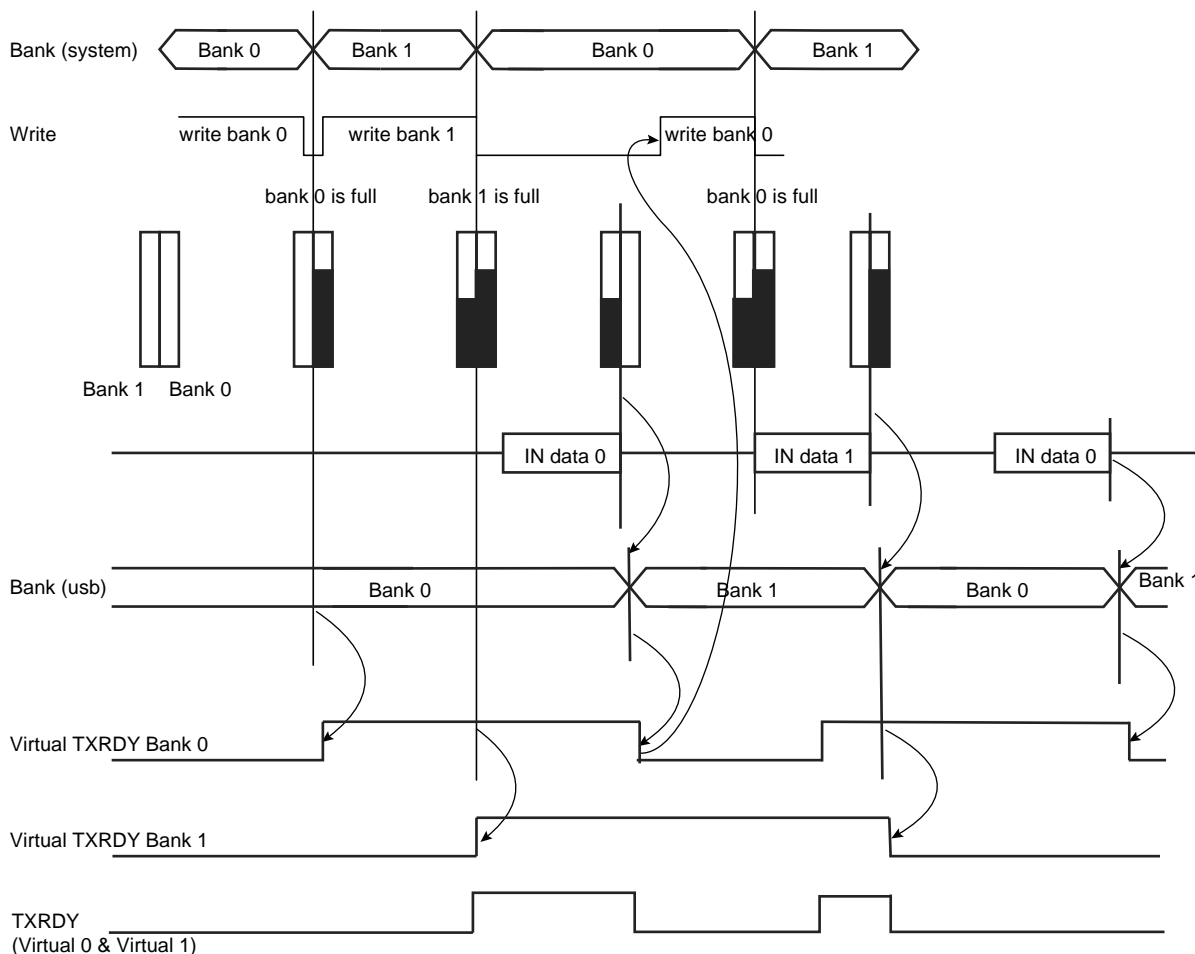 Bank (system)
Bank 0
Bank 1
Bank 0
Bank 1
Write
write bank 0
write bank 1
write bank 0
bank 0 is full
bank 1 is full
bank 0 is full
Bank 1
Bank 0
IN data 0
IN data 1
IN data 0
Bank (usb)
Bank 0
Bank 1
Bank 0
Bank 1
Virtual TXRDY Bank 0
Virtual TXRDY Bank 1
TXRDY
(Virtual 0 & Virtual 1)